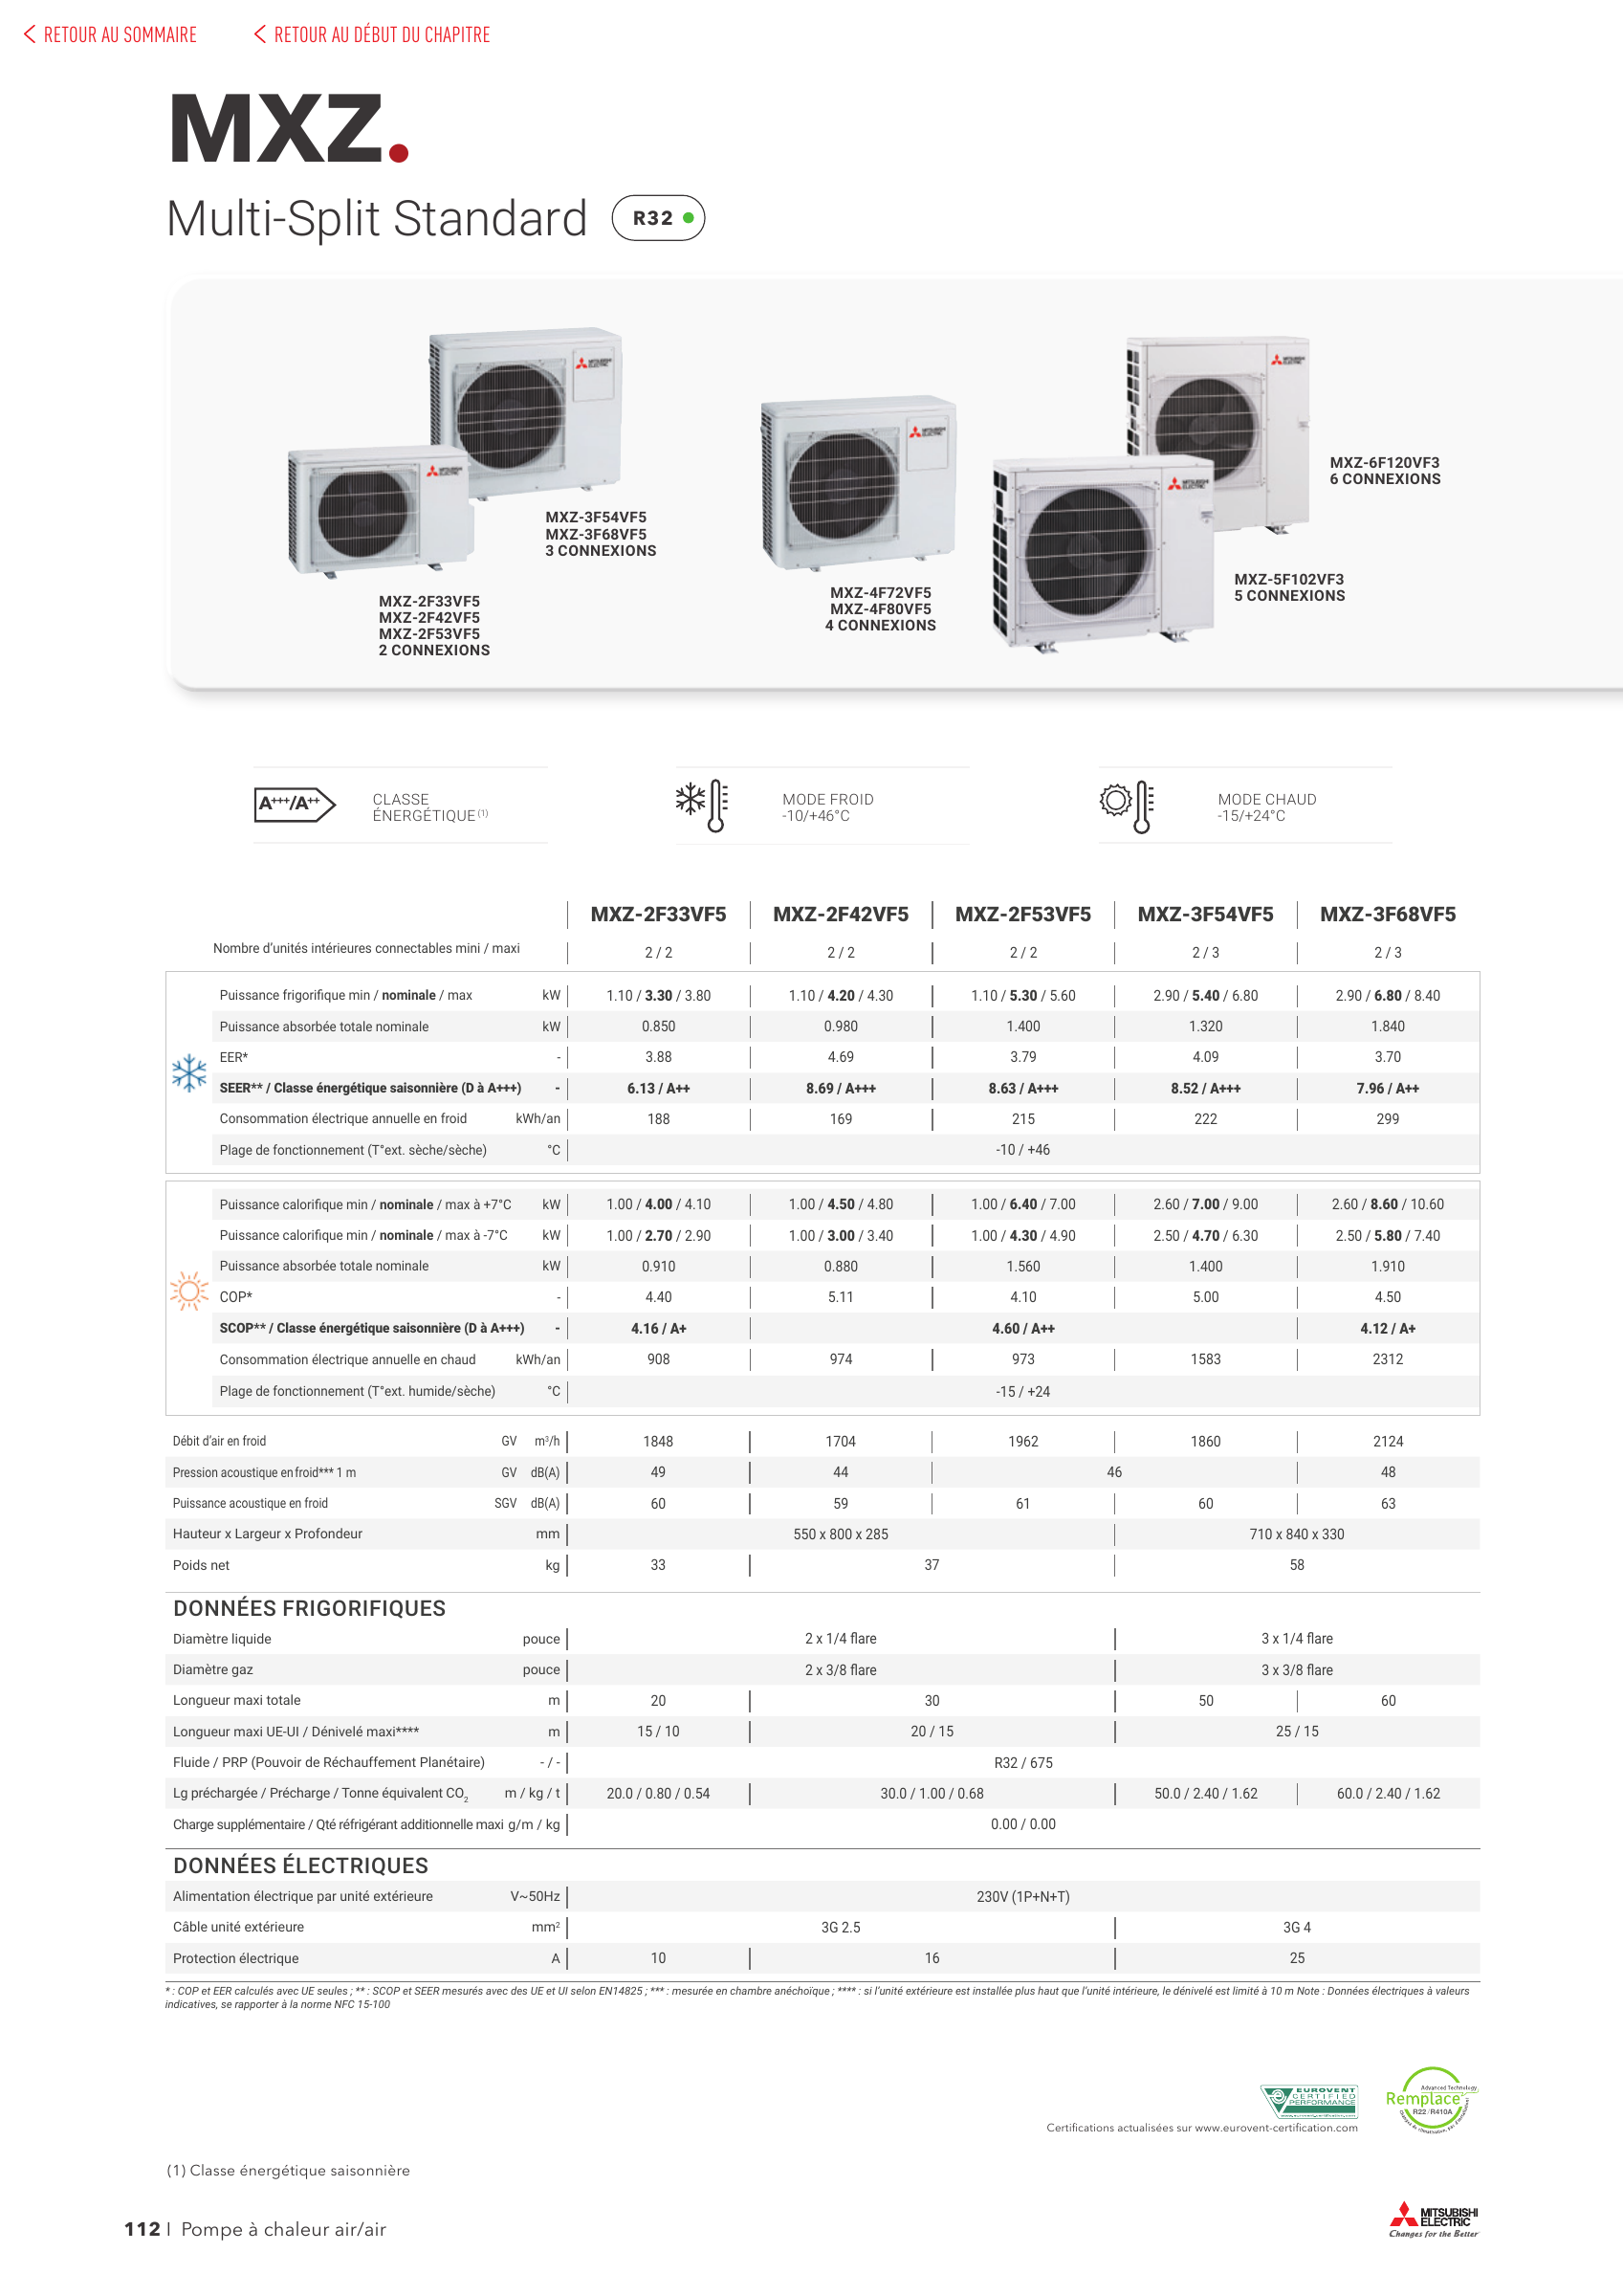 RETOUR AU SOMMAIRE
RETOUR AU DÉBUT DU CHAPITRE
MXZ.
Multi-Split Standard R32
MITSUBISHI ELECTRIC
MXZ-6F120VF3
6 CONNEXIONS
MXZ-3F54VF5
MXZ-3F68VF5
3 CONNEXIONS
MXZ-5F102VF3
5 CONNEXIONS
MXZ-4F72VF5
MXZ-4F80VF5
4 CONNEXIONS
MXZ-2F33VF5
MXZ-2F42VF5
MXZ-2F53VF5
2 CONNEXIONS
A+++/A++ CLASSE
ÉNERGÉTIQUE (1)
MODE FROID
-10/+46°C
MODE CHAUD
-15/+24°C
MXZ-2F33VF5 MXZ-2F42VF5 MXZ-2F53VF5 MXZ-3F54VF5 MXZ-3F68VF5
Nombre d'unités intérieures connectables mini / maxi 2 / 2 2 / 2 2 / 2 2 / 3 2 / 3
Puissance frigorifique min / nominale / max kW 1.10 / 3.30 / 3.80 1.10 / 4.20 / 4.30 1.10 / 5.30 / 5.60 2.90 / 5.40 / 6.80 2.90 / 6.80 / 8.40
Puissance absorbée totale nominale kW 0.850 0.980 1.400 1.320 1.840
EER* - 3.88 4.69 3.79 4.09 3.70
SEER** / Classe énergétique saisonnière (D à A+++) - 6.13 / A++ 8.69 / A+++ 8.63 / A+++ 8.52 / A+++ 7.96 / A++
Consommation électrique annuelle en froid kWh/an 188 169 215 222 299
Plage de fonctionnement (T°ext. sèche/sèche) °C -10 / +46
Puissance calorifique min / nominale / max à +7°C kW 1.00 / 4.00 / 4.10 1.00 / 4.50 / 4.80 1.00 / 6.40 / 7.00 2.60 / 7.00 / 9.00 2.60 / 8.60 / 10.60
Puissance calorifique min / nominale / max à -7°C kW 1.00 / 2.70 / 2.90 1.00 / 3.00 / 3.40 1.00 / 4.30 / 4.90 2.50 / 4.70 / 6.30 2.50 / 5.80 / 7.40
Puissance absorbée totale nominale kW 0.910 0.880 1.560 1.400 1.910
COP* - 4.40 5.11 4.10 5.00 4.50
SCOP** / Classe énergétique saisonnière (D à A+++) - 4.16 / A+ 4.60 / A++ 4.12 / A+
Consommation électrique annuelle en chaud kWh/an 908 974 973 1583 2312
Plage de fonctionnement (T°ext. humide/sèche) °C -15 / +24
Débit d'air en froid GV m³/h 1848 1704 1962 1860 2124
Pression acoustique en froid*** 1 m GV dB(A) 49 44 46 48
Puissance acoustique en froid SGV dB(A) 60 59 61 60 63
Hauteur x Largeur x Profondeur mm 550 x 800 x 285 710 x 840 x 330
Poids net kg 33 37 58
DONNÉES FRIGORIFIQUES
Diamètre liquide pouce 2 x 1/4 flare 3 x 1/4 flare
Diamètre gaz pouce 2 x 3/8 flare 3 x 3/8 flare
Longueur maxi totale m 20 30 50 60
Longueur maxi UE-UI / Dénivelé maxi**** m 15 / 10 20 / 15 25 / 15
Fluide / PRP (Pouvoir de Réchauffement Planétaire) - / - R32 / 675
Lg préchargée / Précharge / Tonne équivalent CO2 m / kg / t 20.0 / 0.80 / 0.54 30.0 / 1.00 / 0.68 50.0 / 2.40 / 1.62 60.0 / 2.40 / 1.62
Charge supplémentaire / Qté réfrigérant additionnelle maxi g/m / kg 0.00 / 0.00
DONNÉES ÉLECTRIQUES
Alimentation électrique par unité extérieure V~50Hz 230V (1P+N+T)
Câble unité extérieure mm² 3G 2.5 3G 4
Protection électrique A 10 16 25
* : COP et EER calculés avec UE seules ; ** : SCOP et SEER mesurés avec des UE et UI selon EN14825 ; *** : mesurée en chambre anéchoïque ; **** : si l'unité extérieure est installée plus haut que l'unité intérieure, le dénivelé est limité à 10 m Note : Données électriques à valeurs
indicatives, se rapporter à la norme NFC 15-100
EUROVENT
CERTIFIED
PERFORMANCE
www.eurovent-certification.com
Advanced Technology
Remplace
R22 / R410A
Certifications actualisées sur www.eurovent-certification.com
(1) Classe énergétique saisonnière
112 I Pompe à chaleur air/air
MITSUBISHI
ELECTRIC
Changes for the Better